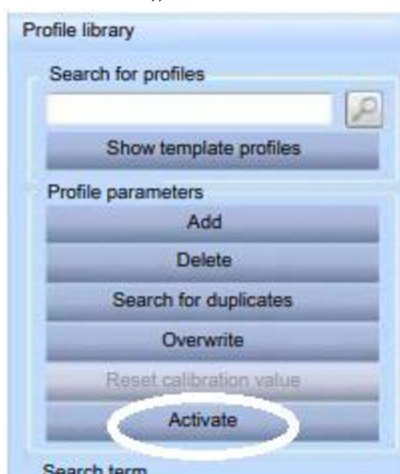 Profile library
Search for profiles
Show template profiles
Profile parameters
Add
Delete
Search for duplicates
Overwrite
Reset calibration value
Activate
Search term